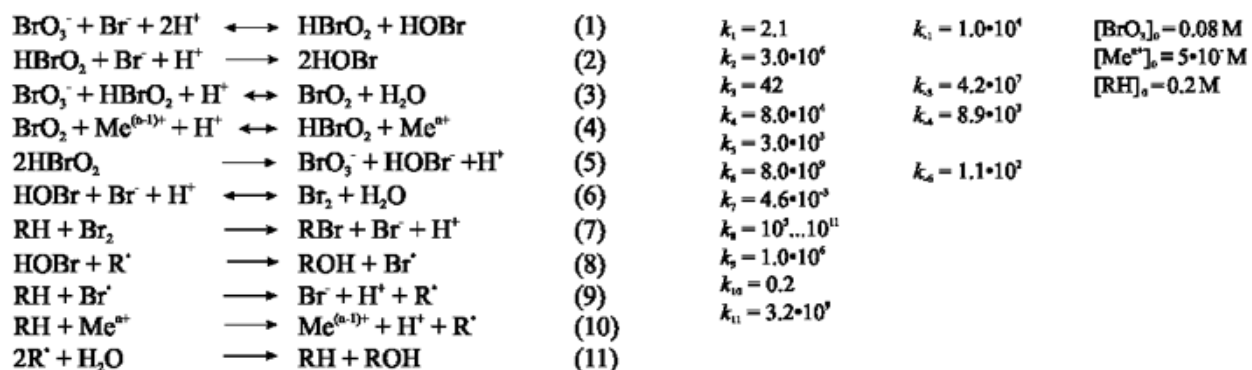 BrO₃⁻ + Br⁻ + 2H⁺ ⟷ HBrO₂ + HOBr (1) k₁ = 2.1 k₋₁ = 1.0•10⁴ [BrO₃]₀ = 0.08 M
HBrO₂ + Br⁻ + H⁺ ⟶ 2HOBr (2) k₂ = 3.0•10⁶ [Meⁿ⁺]₀ = 5•10⁻ M
BrO₃⁻ + HBrO₂ + H⁺ ⟷ BrO₂ + H₂O (3) k₃ = 42 k₋₃ = 4.2•10⁷ [RH]₀ = 0.2 M
BrO₂ + Me⁽ⁿ⁻¹⁾⁺ + H⁺ ⟷ HBrO₂ + Meⁿ⁺ (4) k₄ = 8.0•10⁴ k₋₄ = 8.9•10³
2HBrO₂ ⟶ BrO₃⁻ + HOBr⁻ + H⁺ (5) k₅ = 3.0•10³
HOBr + Br⁻ + H⁺ ⟷ Br₂ + H₂O (6) k₆ = 8.0•10⁹ k₋₆ = 1.1•10²
RH + Br₂ ⟶ RBr + Br⁻ + H⁺ (7) k₇ = 4.6•10⁻³
HOBr + R• ⟶ ROH + Br• (8) k₈ = 10⁵...10¹¹
RH + Br• ⟶ Br⁻ + H⁺ + R• (9) k₉ = 1.0•10⁶
RH + Meⁿ⁺ ⟶ Me⁽ⁿ⁻¹⁾⁺ + H⁺ + R• (10) k₁₀ = 0.2
2R• + H₂O ⟶ RH + ROH (11) k₁₁ = 3.2•10⁹